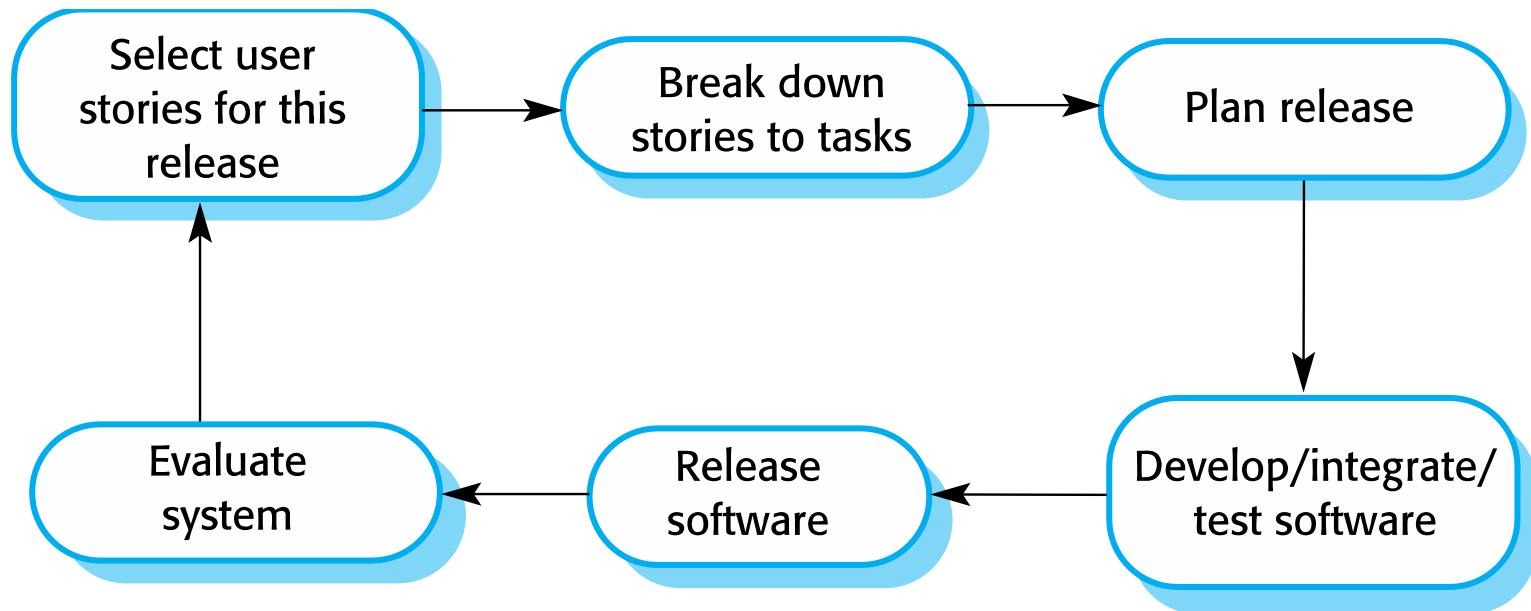 Select user
stories for this
release
Break down
stories to tasks
Plan release
Evaluate
system
Release
software
Develop/integrate/
test software